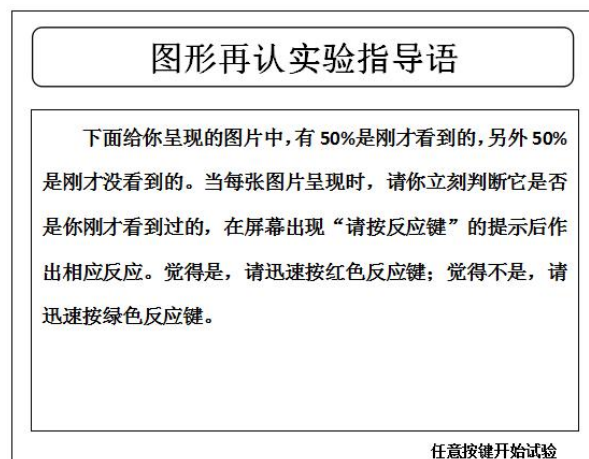 图形再认实验指导语
下面给你呈现的图片中，有 50%是刚才看到的，另外 50%
是刚才没看到的。当每张图片呈现时，请你立刻判断它是否
是你刚才看到过的，在屏幕出现“请按反应键”的提示后作
出相应反应。觉得是，请迅速按红色反应键；觉得不是，请
迅速按绿色反应键。
任意按键开始试验